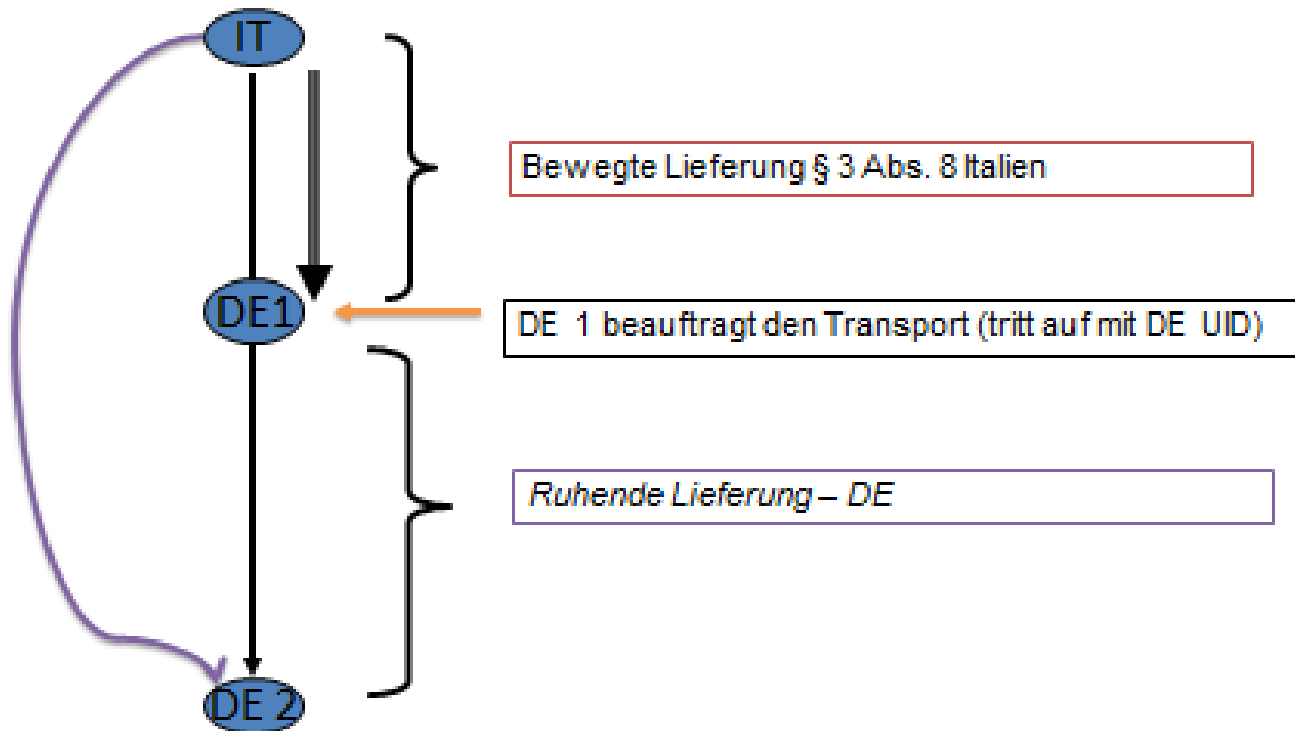 IT
Bewegte Lieferung § 3 Abs. 8 Italien
DE1
DE 1 beauftragt den Transport (tritt auf mit DE UID)
Ruhende Lieferung – DE
DE 2